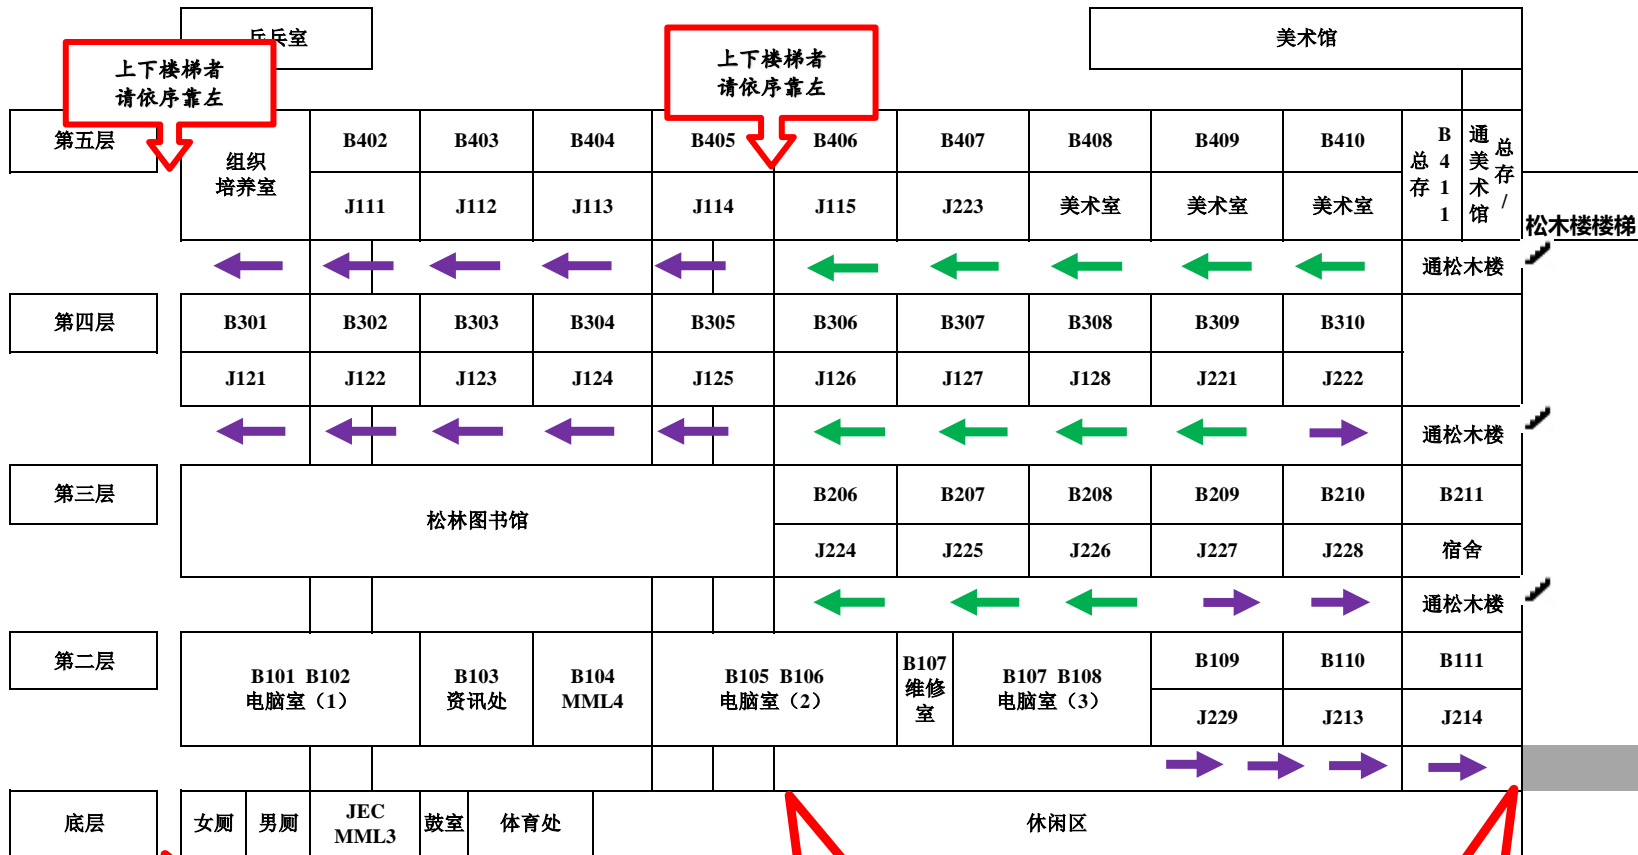 乒乓室
美术馆
上下楼梯者
请依序靠左
上下楼梯者
请依序靠左
第五层
组织
培养室
B402 B403 B404 B405 B406 B407 B408 B409 B410
J111 J112 J113 J114 J115 J223 美术室 美术室 美术室
总存 B411
通美术馆 总存/
松木楼楼梯
通松木楼
第四层
B301 B302 B303 B304 B305 B306 B307 B308 B309 B310
J121 J122 J123 J124 J125 J126 J127 J128 J221 J222
通松木楼
第三层
松林图书馆
B206 B207 B208 B209 B210 B211
J224 J225 J226 J227 J228 宿舍
通松木楼
第二层
B101 B102
电脑室（1）
B103
资讯处
B104
MML4
B105 B106
电脑室（2）
B107
维修
室
B107 B108
电脑室（3）
B109 B110 B111
J229 J213 J214
底层
女厕
男厕
JEC
MML3
鼓室
体育处
休闲区